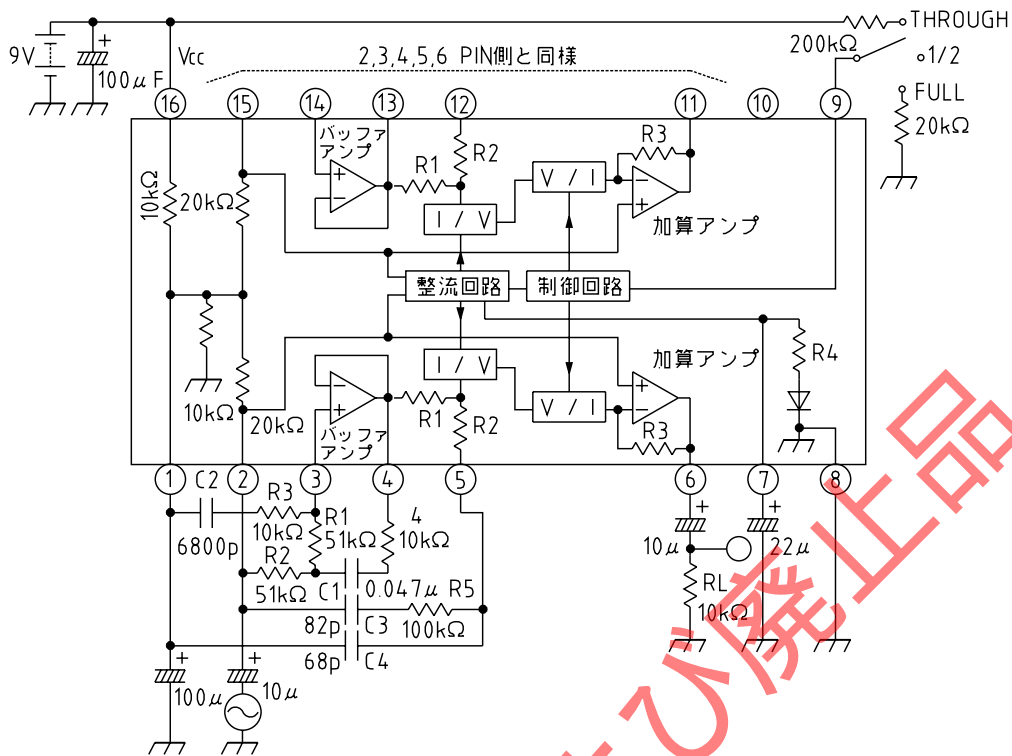 THROUGH
200kΩ
1/2
FULL
20kΩ
9V
+
100μF
Vcc
2,3,4,5,6 PIN側と同様
16
15
14
13
12
11
10
9
10kΩ
20kΩ
バッファ
アンプ
+
−
R1
R2
I / V
V / I
R3
−
+
加算アンプ
整流回路
制御回路
10kΩ
20kΩ
−
+
バッファ
アンプ
R1
I / V
R2
V / I
加算アンプ
+
−
R3
R4
1
2
3
4
5
6
7
8
C2
6800p
R3
10kΩ
R1
51kΩ
4
10kΩ
R2
51kΩ
C1
0.047μ
R5
100kΩ
82p
C3
68p
C4
+
100μ
+
10μ
+
10μ
RL
10kΩ
+
22μ
び廃止品